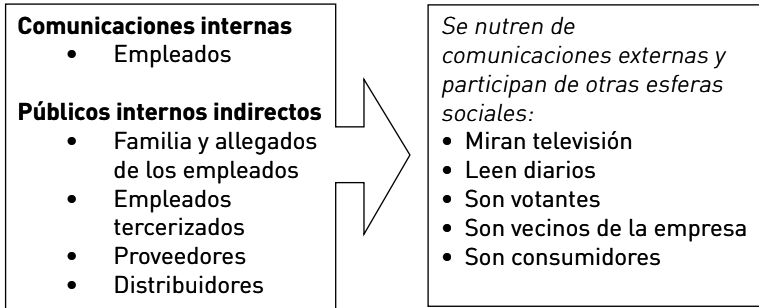 Comunicaciones internas
• Empleados
Públicos internos indirectos
• Familia y allegados
de los empleados
• Empleados
tercerizados
• Proveedores
• Distribuidores
Se nutren de
comunicaciones externas y
participan de otras esferas
sociales:
• Miran televisión
• Leen diarios
• Son votantes
• Son vecinos de la empresa
• Son consumidores